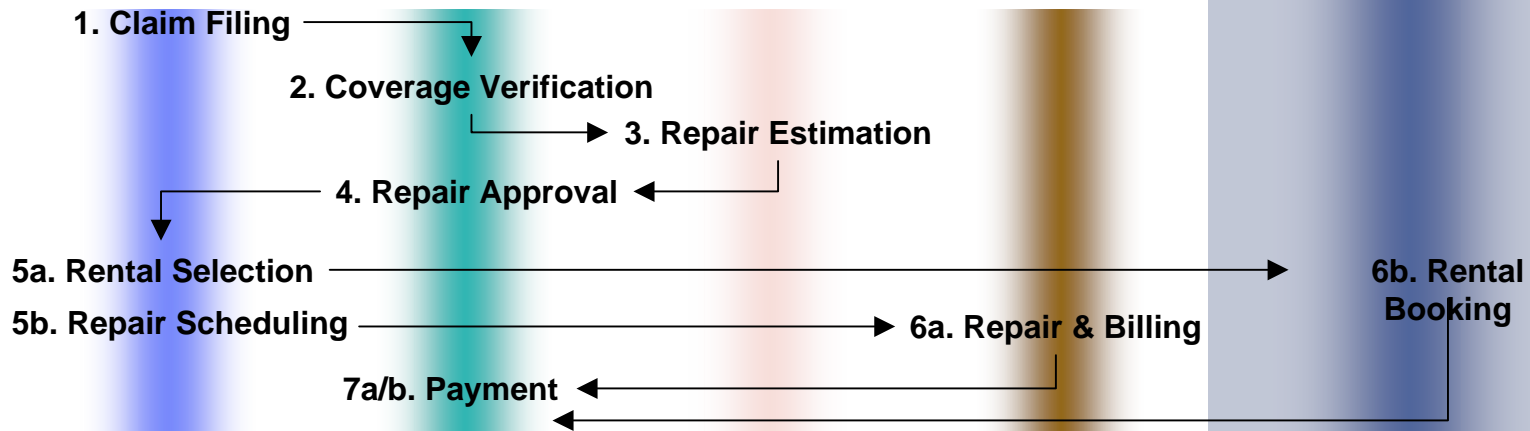 1. Claim Filing
2. Coverage Verification
3. Repair Estimation
4. Repair Approval
5a. Rental Selection
6b. Rental
Booking
5b. Repair Scheduling
6a. Repair & Billing
7a/b. Payment